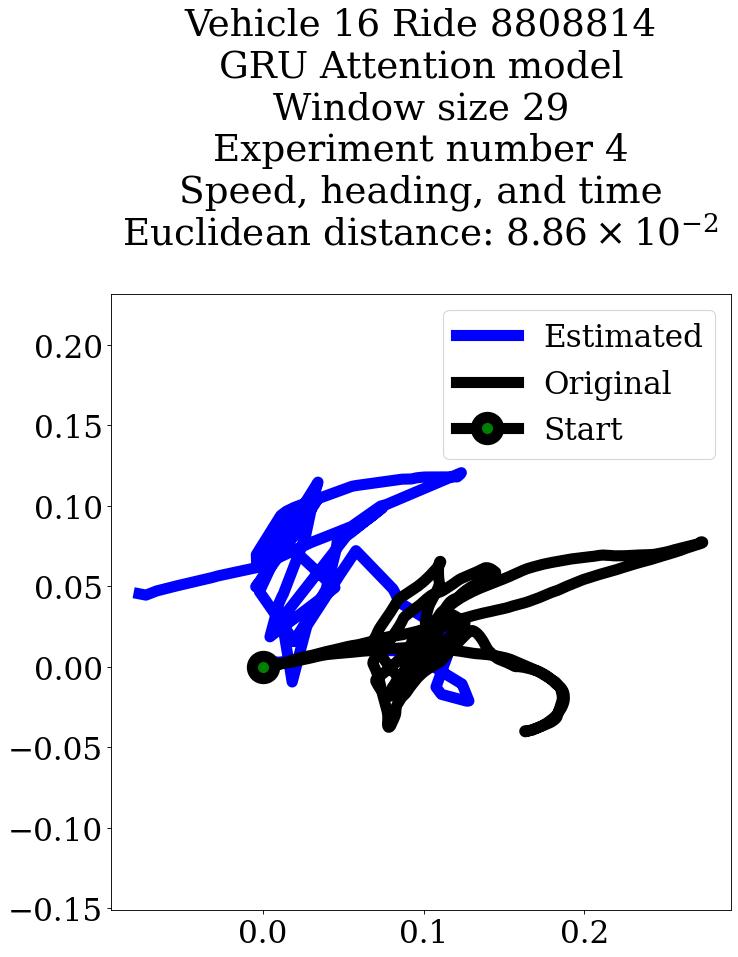 Vehicle 16 Ride 8808814
GRU Attention model
Window size 29
Experiment number 4
Speed, heading, and time
Euclidean distance: 8.86 × 10⁻²
Estimated
Original
Start
0.20
0.15
0.10
0.05
0.00
−0.05
−0.10
−0.15
0.0 0.1 0.2